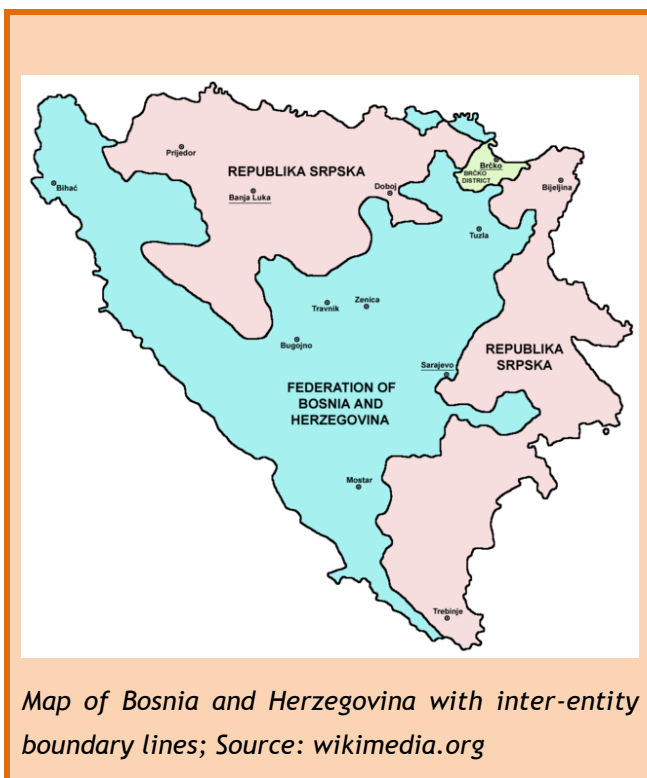 Prijedor
REPUBLIKA SRPSKA
Brčko
BRČKO
DISTRICT
Bihać
Banja Luka
Doboj
Bijeljina
Tuzla
Travnik
Zenica
Bugojno
REPUBLIKA
SRPSKA
Sarajevo
FEDERATION OF
BOSNIA AND
HERZEGOVINA
Mostar
Trebinje
Map of Bosnia and Herzegovina with inter-entity
boundary lines; Source: wikimedia.org